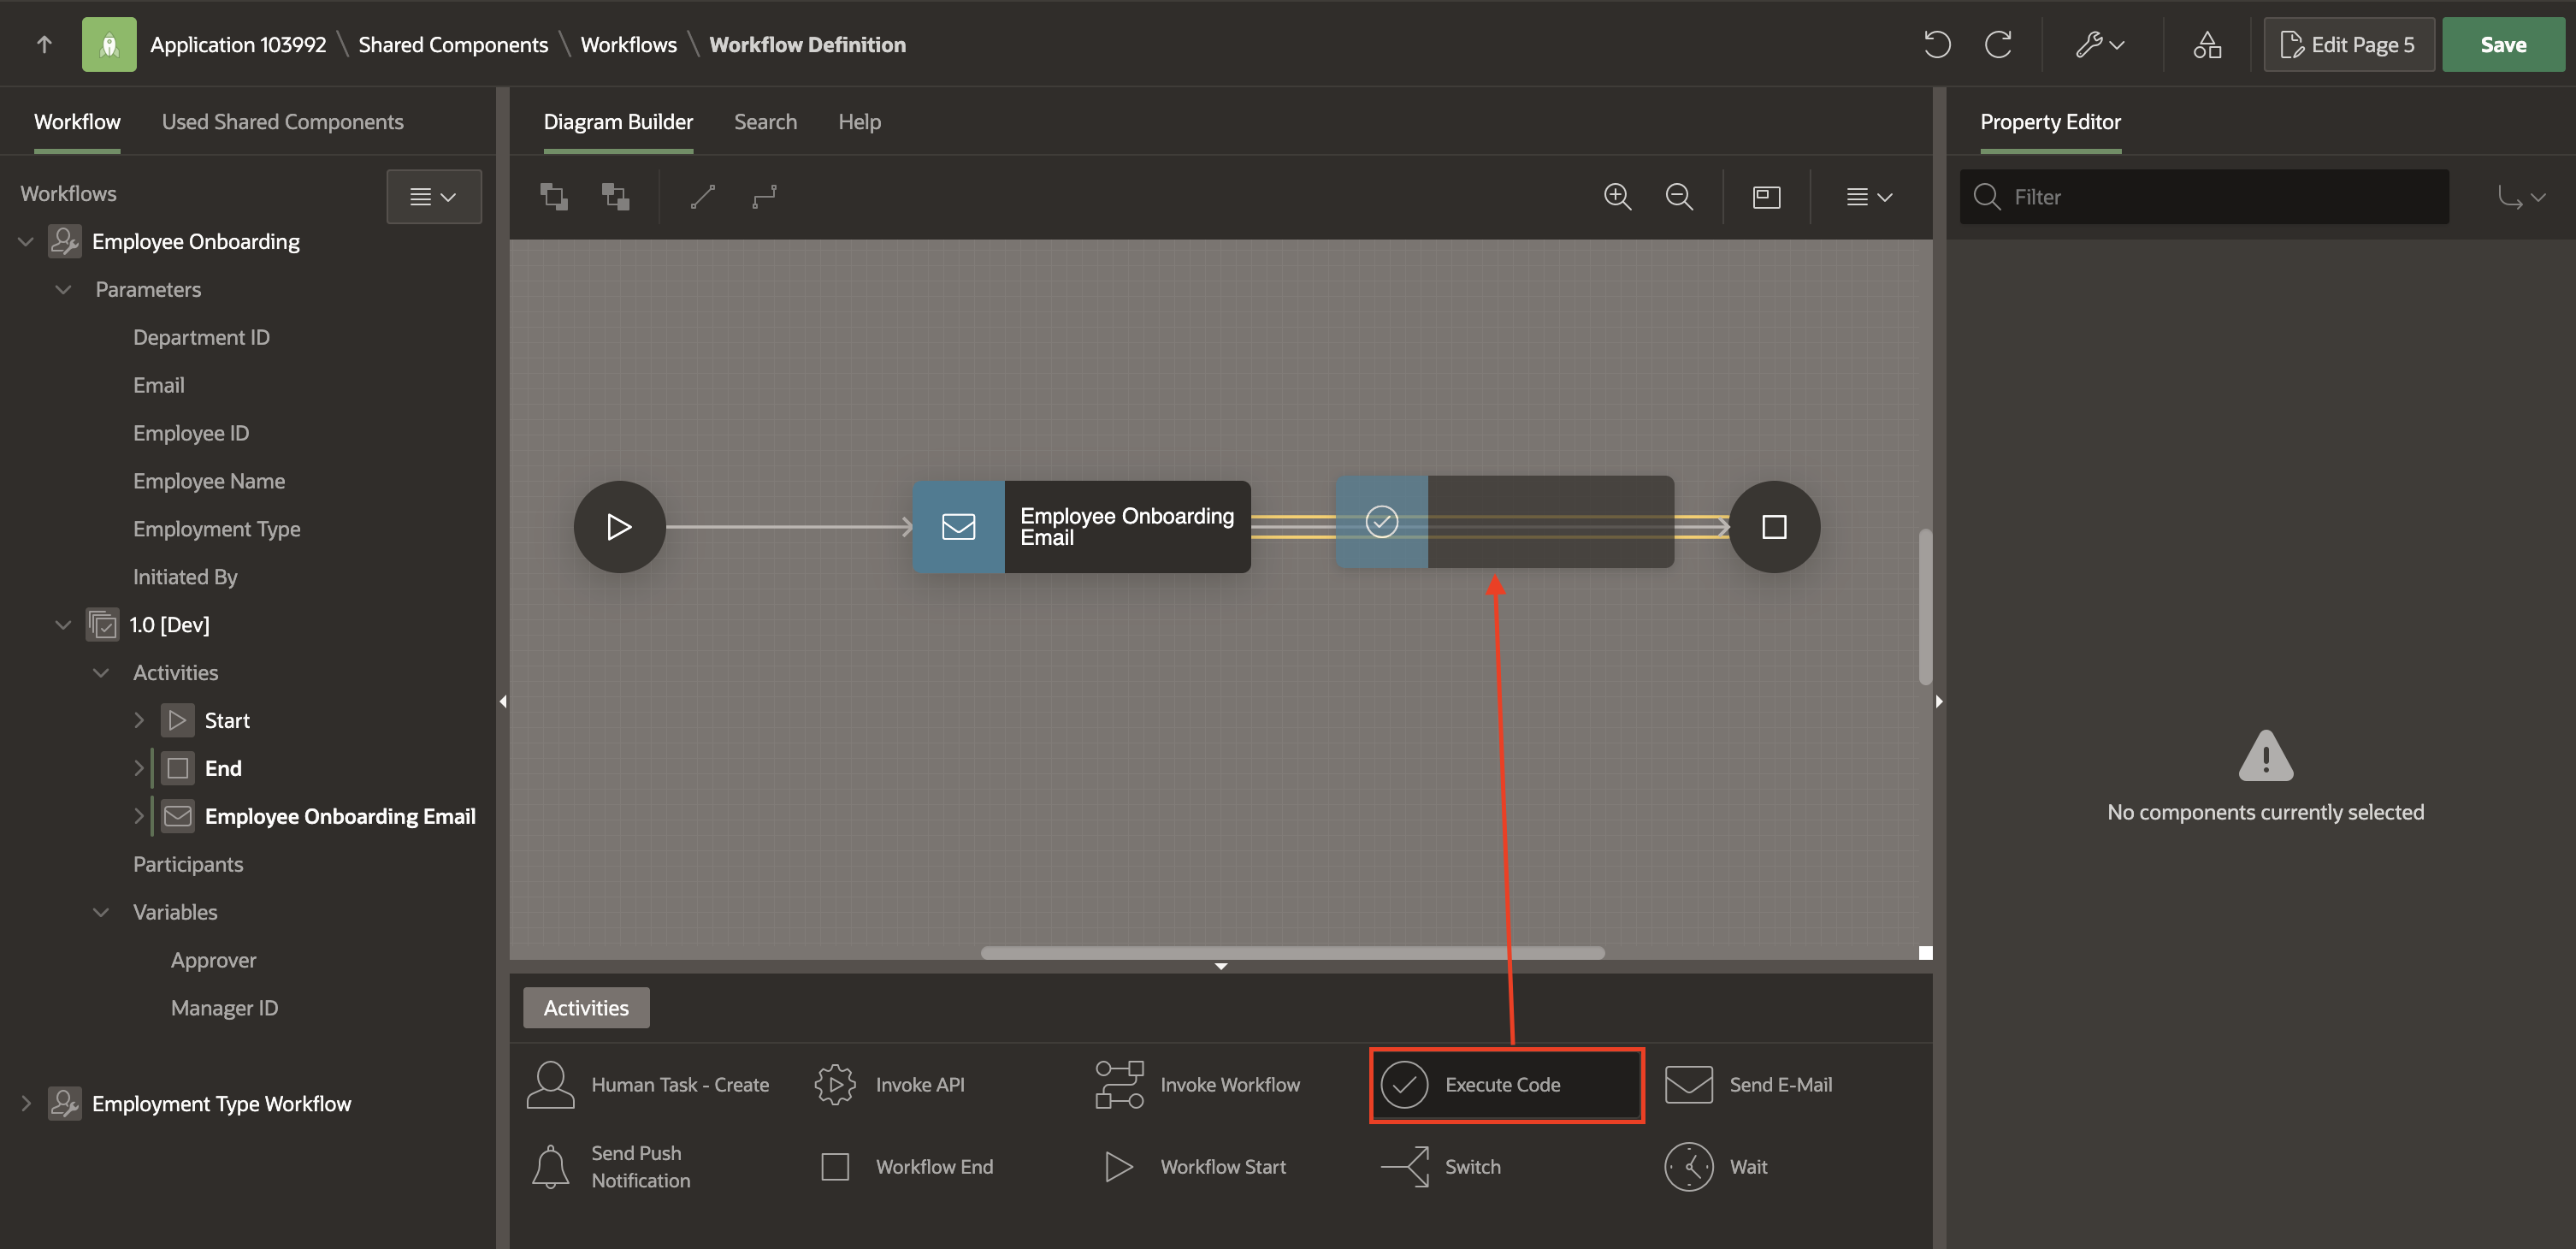 Application 103992 \ Shared Components \ Workflows \ Workflow Definition
Edit Page 5
Save
Workflow
Used Shared Components
Workflows
Employee Onboarding
Parameters
Department ID
Email
Employee ID
Employee Name
Employment Type
Initiated By
1.0 [Dev]
Activities
Start
End
Employee Onboarding Email
Participants
Variables
Approver
Manager ID
Employment Type Workflow
Diagram Builder
Search
Help
Employee Onboarding
Email
Activities
Human Task - Create
Invoke API
Invoke Workflow
Execute Code
Send E-Mail
Send Push
Notification
Workflow End
Workflow Start
Switch
Wait
Property Editor
Filter
No components currently selected